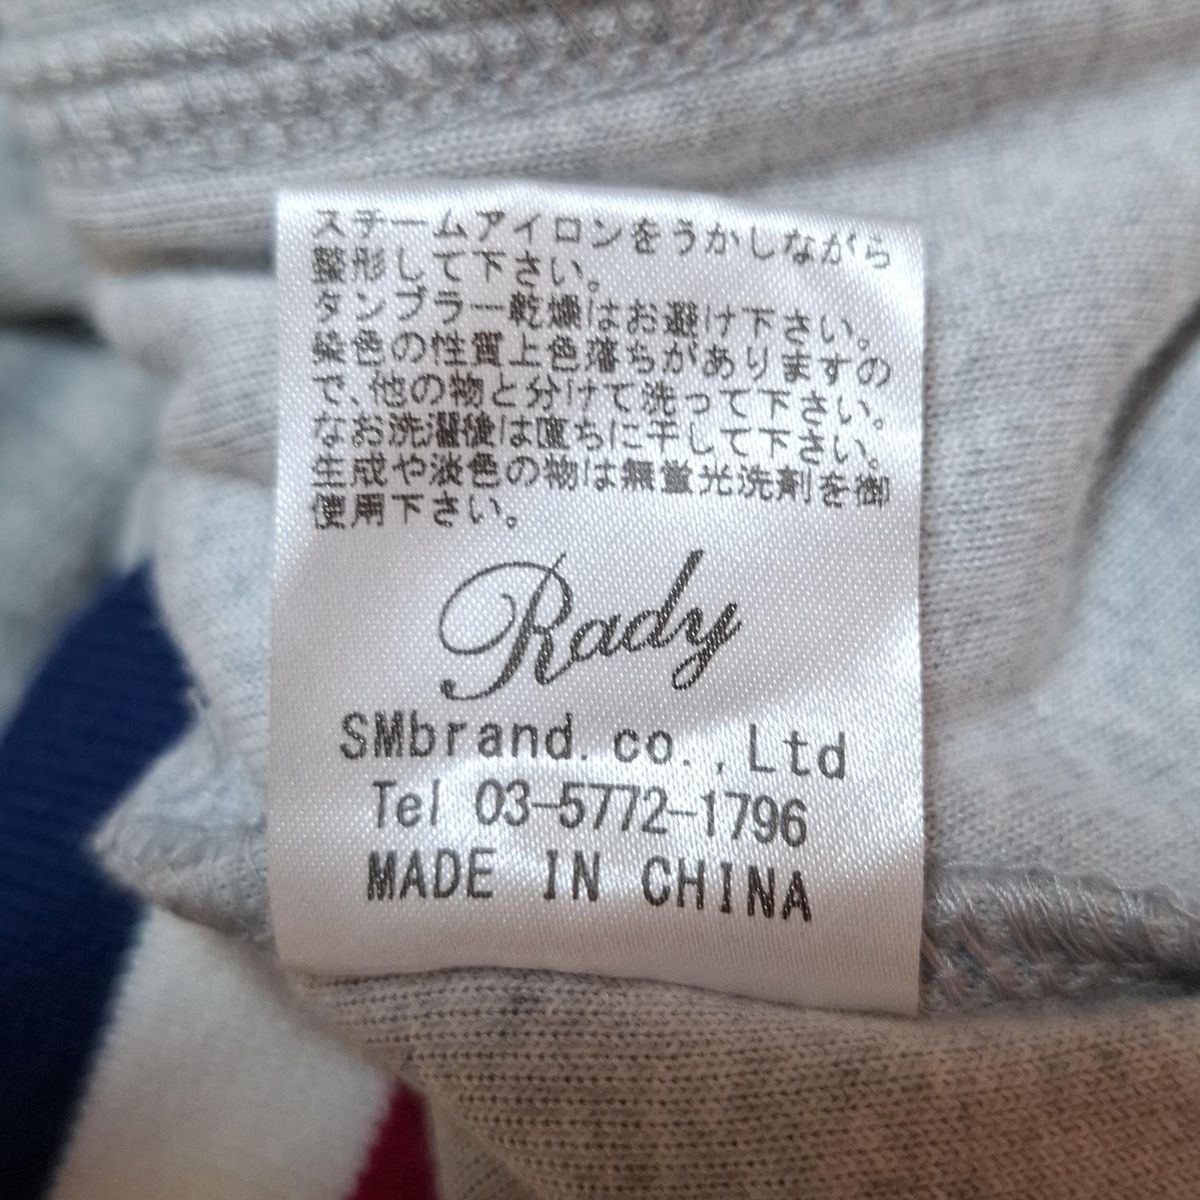 スチームアイロンをうかしながら
整形して下さい。
タンブラー乾燥はお避け下さい。
染色の性質上色落ちがありますの
で、他の物と分けて洗って下さい。
なお洗濯後は直ちに干して下さい。
生成や淡色の物は無蛍光洗剤を御
使用下さい。
Rady
SMbrand.co.,Ltd
Tel 03-5772-1796
MADE IN CHINA